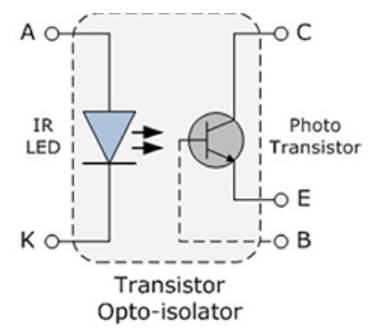 A
C
IR
LED
Photo
Transistor
E
K
B
Transistor
Opto-isolator